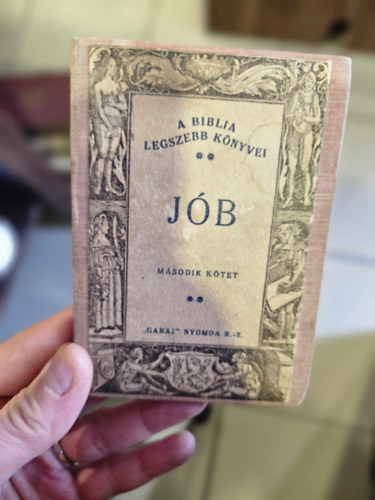 A BIBLIA
LEGSZEBB KÖNYVEI
JÓB
MÁSODIK KÖTET
„GARAI" NYOMDA R.-T.